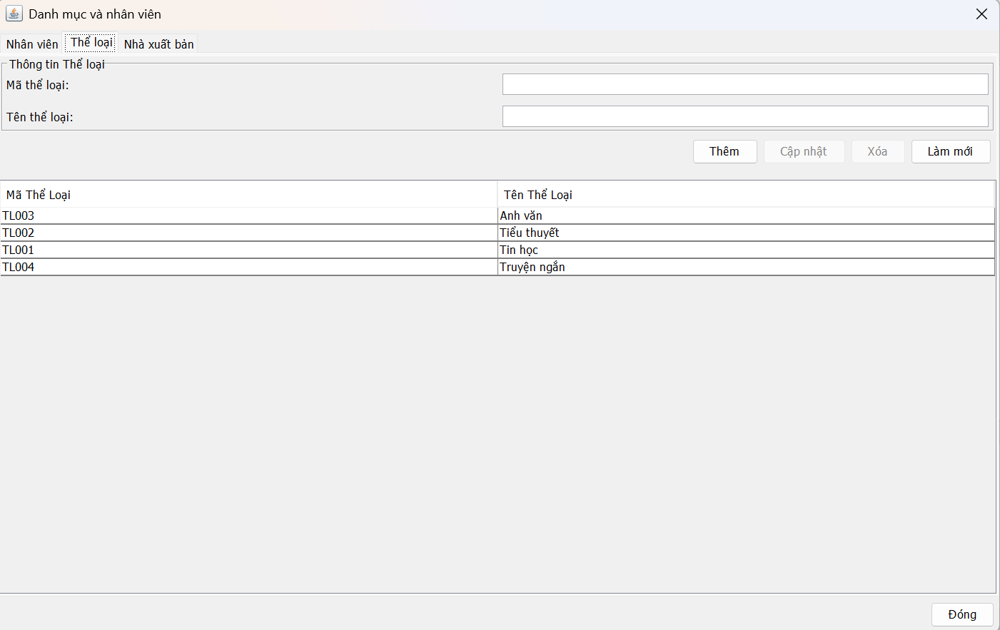 Danh mục và nhân viên
Nhân viên Thể loại Nhà xuất bản
Thông tin Thể loại
Mã thể loại:
Tên thể loại:
Thêm Cập nhật Xóa Làm mới
Mã Thể Loại Tên Thể Loại
TL003 Anh văn
TL002 Tiểu thuyết
TL001 Tin học
TL004 Truyện ngắn
Đóng